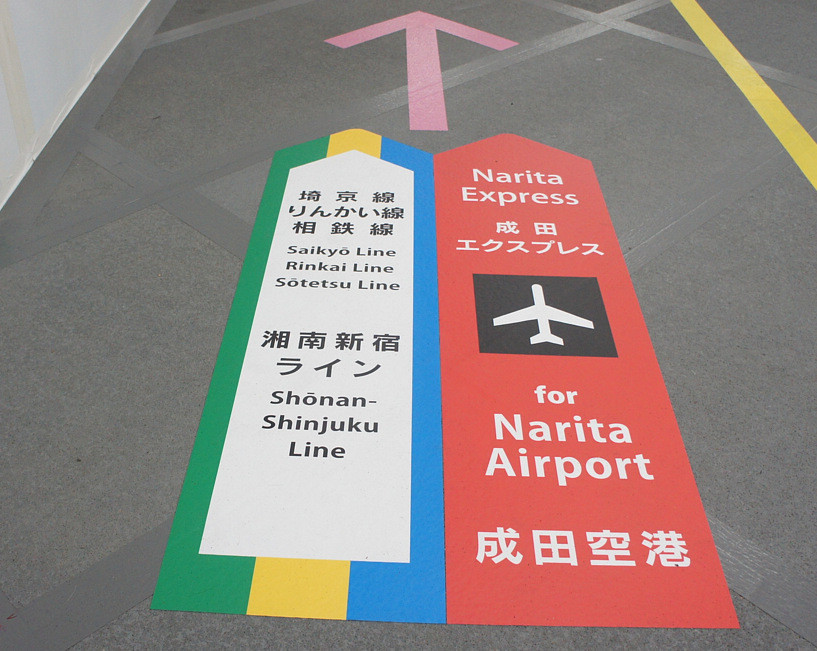 埼京線
りんかい線
相鉄線
Saikyō Line
Rinkai Line
Sōtetsu Line
湘南新宿
ライン
Shōnan-
Shinjuku
Line
Narita
Express
成田
エクスプレス
for
Narita
Airport
成田空港